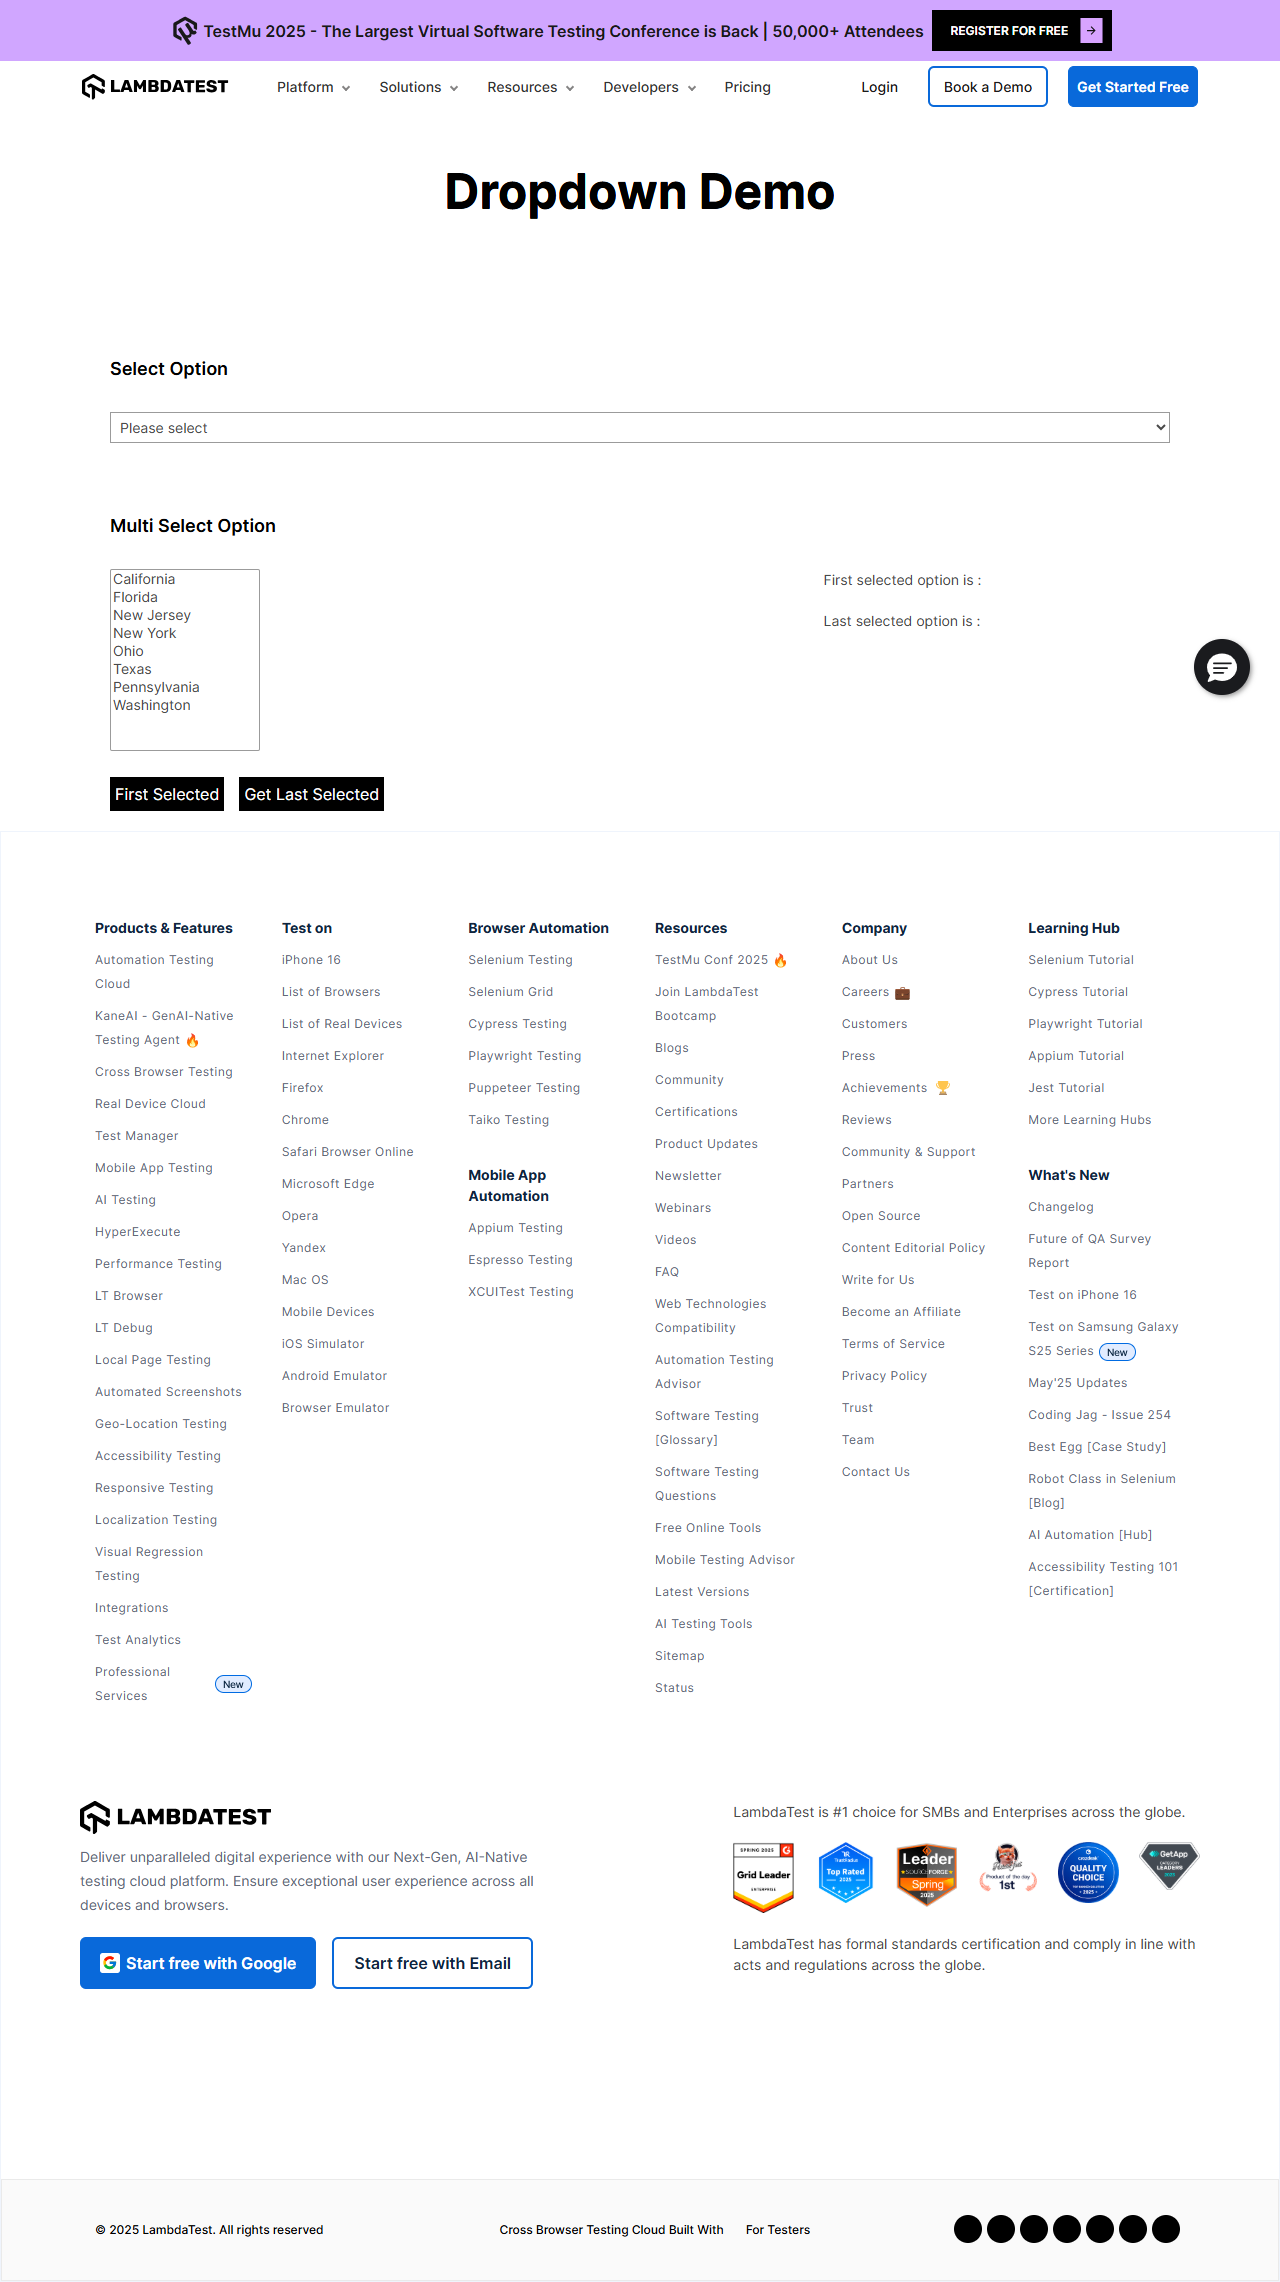 TestMu 2025 - The Largest Virtual Software Testing Conference is Back | 50,000+ Attendees REGISTER FOR FREE →
LAMBDATEST Platform Solutions Resources Developers Pricing Login Book a Demo Get Started Free
Dropdown Demo
Select Option
Please select
Multi Select Option
California
Florida
New Jersey
New York
Ohio
Texas
Pennsylvania
Washington
First selected option is :
Last selected option is :
First Selected Get Last Selected
Products & Features
Automation Testing
Cloud
KaneAI - GenAI-Native
Testing Agent 🔥
Cross Browser Testing
Real Device Cloud
Test Manager
Mobile App Testing
AI Testing
HyperExecute
Performance Testing
LT Browser
LT Debug
Local Page Testing
Automated Screenshots
Geo-Location Testing
Accessibility Testing
Responsive Testing
Localization Testing
Visual Regression
Testing
Integrations
Test Analytics
Professional
Services New
Test on
iPhone 16
List of Browsers
List of Real Devices
Internet Explorer
Firefox
Chrome
Safari Browser Online
Microsoft Edge
Opera
Yandex
Mac OS
Mobile Devices
iOS Simulator
Android Emulator
Browser Emulator
Browser Automation
Selenium Testing
Selenium Grid
Cypress Testing
Playwright Testing
Puppeteer Testing
Taiko Testing
Mobile App
Automation
Appium Testing
Espresso Testing
XCUITest Testing
Resources
TestMu Conf 2025 🔥
Join LambdaTest
Bootcamp
Blogs
Community
Certifications
Product Updates
Newsletter
Webinars
Videos
FAQ
Web Technologies
Compatibility
Automation Testing
Advisor
Software Testing
[Glossary]
Software Testing
Questions
Free Online Tools
Mobile Testing Advisor
Latest Versions
AI Testing Tools
Sitemap
Status
Company
About Us
Careers 💼
Customers
Press
Achievements 🏆
Reviews
Community & Support
Partners
Open Source
Content Editorial Policy
Write for Us
Become an Affiliate
Terms of Service
Privacy Policy
Trust
Team
Contact Us
Learning Hub
Selenium Tutorial
Cypress Tutorial
Playwright Tutorial
Appium Tutorial
Jest Tutorial
More Learning Hubs
What's New
Changelog
Future of QA Survey
Report
Test on iPhone 16
Test on Samsung Galaxy
S25 Series New
May'25 Updates
Coding Jag - Issue 254
Best Egg [Case Study]
Robot Class in Selenium
[Blog]
AI Automation [Hub]
Accessibility Testing 101
[Certification]
LAMBDATEST
Deliver unparalleled digital experience with our Next-Gen, AI-Native
testing cloud platform. Ensure exceptional user experience across all
devices and browsers.
Start free with Google Start free with Email
LambdaTest is #1 choice for SMBs and Enterprises across the globe.
SPRING 2025
Grid Leader
ENTERPRISE
TrustRadius
Top Rated
2025
Leader
SOURCEFORGE
Spring
2025
Product of the day
1st
crozdesk
QUALITY
CHOICE
2025
GetApp
CATEGORY
LEADERS
LambdaTest has formal standards certification and comply in line with
acts and regulations across the globe.
© 2025 LambdaTest. All rights reserved
Cross Browser Testing Cloud Built With For Testers